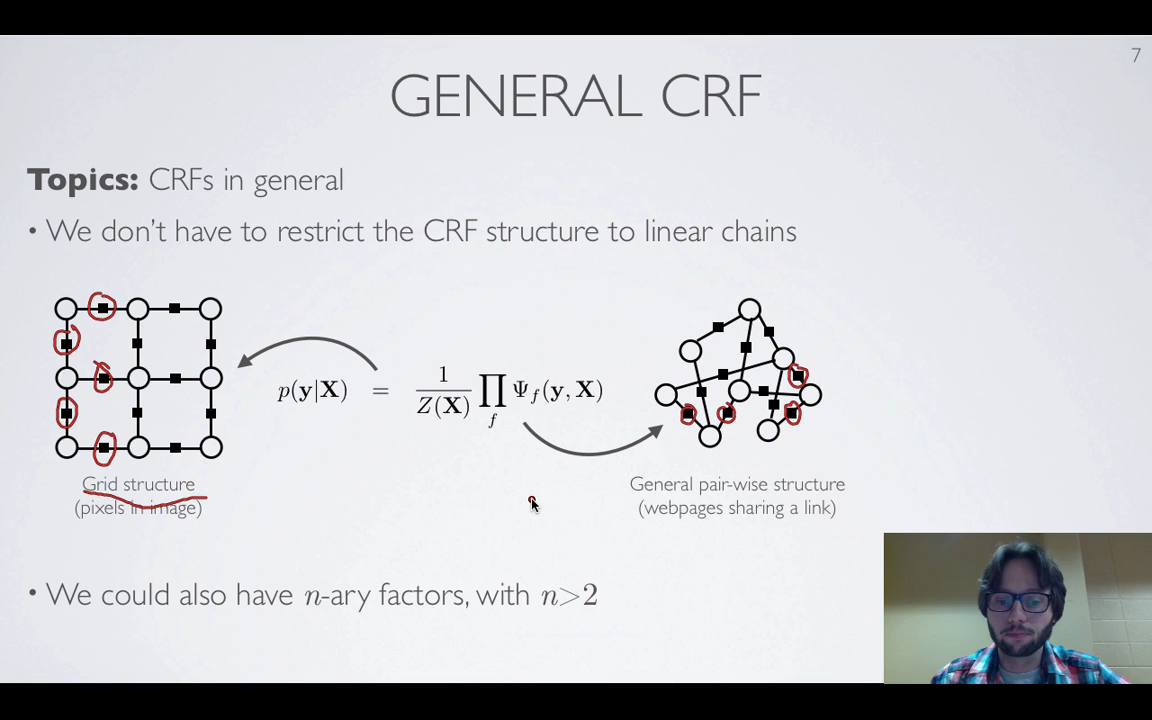 7
GENERAL CRF
Topics: CRFs in general
• We don't have to restrict the CRF structure to linear chains
p(y|X) = 1/Z(X) ∏_f Ψ_f(y, X)
Grid structure
(pixels in image)
General pair-wise structure
(webpages sharing a link)
• We could also have n-ary factors, with n>2